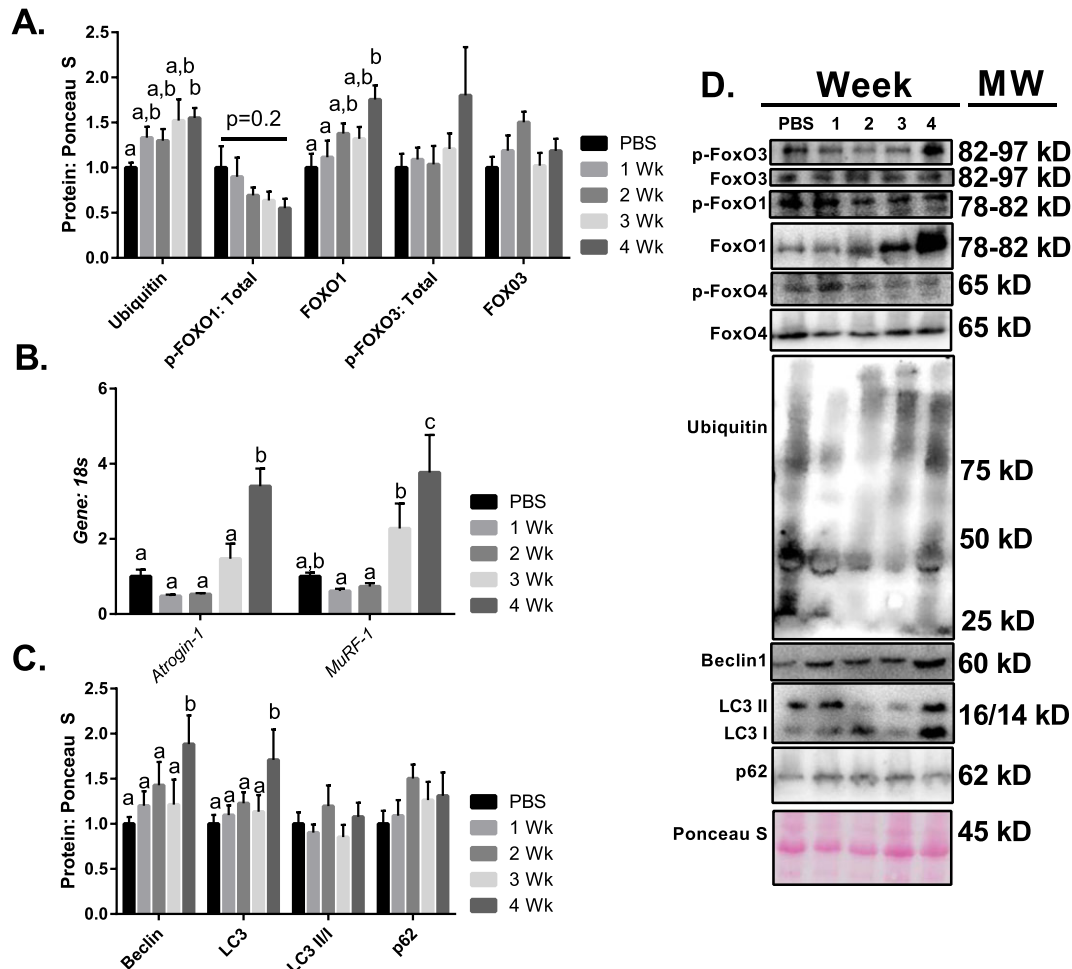 A.
2.5
2.0
1.5
1.0
0.5
0.0
Protein: Ponceau S
a
a,b
a,b
a,b
a,b
b
p=0.2
a
a
a,b
a,b
b
PBS
1 Wk
2 Wk
3 Wk
4 Wk
Ubiquitin
p-FOXO1: Total
FOXO1
p-FOXO3: Total
FOX03
B.
6
4
2
0
Gene: 18s
a
a
a
a
b
a,b
a
a
b
c
PBS
1 Wk
2 Wk
3 Wk
4 Wk
Atrogin-1
MuRF-1
C.
2.5
2.0
1.5
1.0
0.5
0.0
Protein: Ponceau S
a
a
a
a
b
a
a
a
a
b
PBS
1 Wk
2 Wk
3 Wk
4 Wk
Beclin
LC3
LC3 II/I
p62
D.
Week
MW
PBS 1 2 3 4
p-FoxO3
82-97 kD
FoxO3
82-97 kD
p-FoxO1
78-82 kD
FoxO1
78-82 kD
p-FoxO4
65 kD
FoxO4
65 kD
Ubiquitin
75 kD
50 kD
25 kD
Beclin1
60 kD
LC3 II
LC3 I
16/14 kD
p62
62 kD
Ponceau S
45 kD